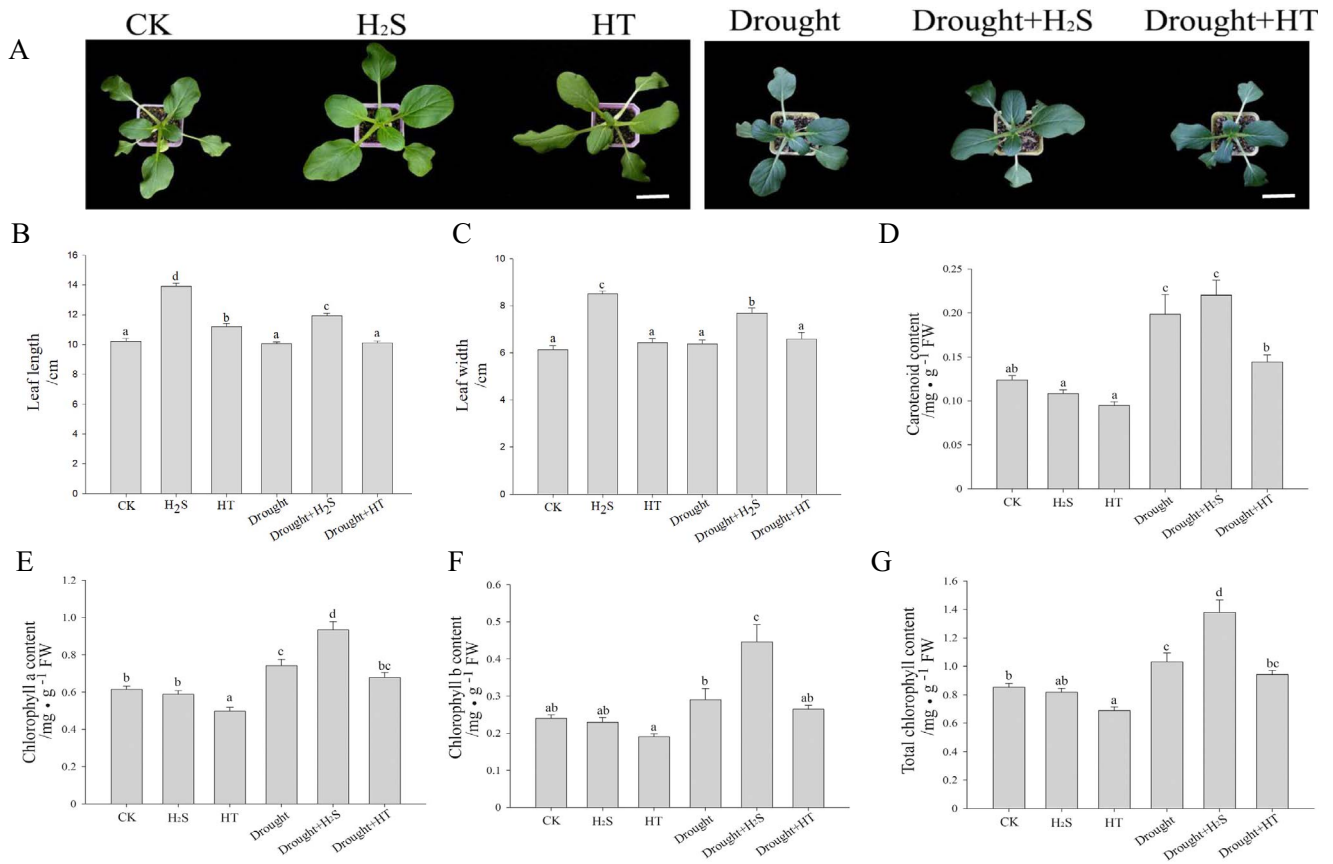 CK H₂S HT Drought Drought+H₂S Drought+HT
A
B
Leaf length
/cm
16
14
12
10
8
6
4
2
0
a
d
b
a
c
a
CK H₂S HT Drought Drought+H₂S Drought+HT
C
Leaf width
/cm
10
8
6
4
2
0
a
c
a
a
b
a
CK H₂S HT Drought Drought+H₂S Drought+HT
D
Carotenoid content
/mg • g ⁻¹ FW
0.25
0.20
0.15
0.10
0.05
0
ab
a
a
c
c
b
CK H₂S HT Drought Drought+H₂S Drought+HT
E
Chlorophyll a content
/mg • g ⁻¹ FW
1.2
1.0
0.8
0.6
0.4
0.2
0
b
b
a
c
d
bc
CK H₂S HT Drought Drought+H₂S Drought+HT
F
Chlorophyll b content
/mg • g ⁻¹ FW
0.6
0.5
0.4
0.3
0.2
0.1
0
ab
ab
a
b
c
ab
CK H₂S HT Drought Drought+H₂S Drought+HT
G
Total chlorophyll content
/mg • g ⁻¹ FW
1.6
1.4
1.2
1.0
0.8
0.6
0.4
0.2
0
b
ab
a
c
d
bc
CK H₂S HT Drought Drought+H₂S Drought+HT